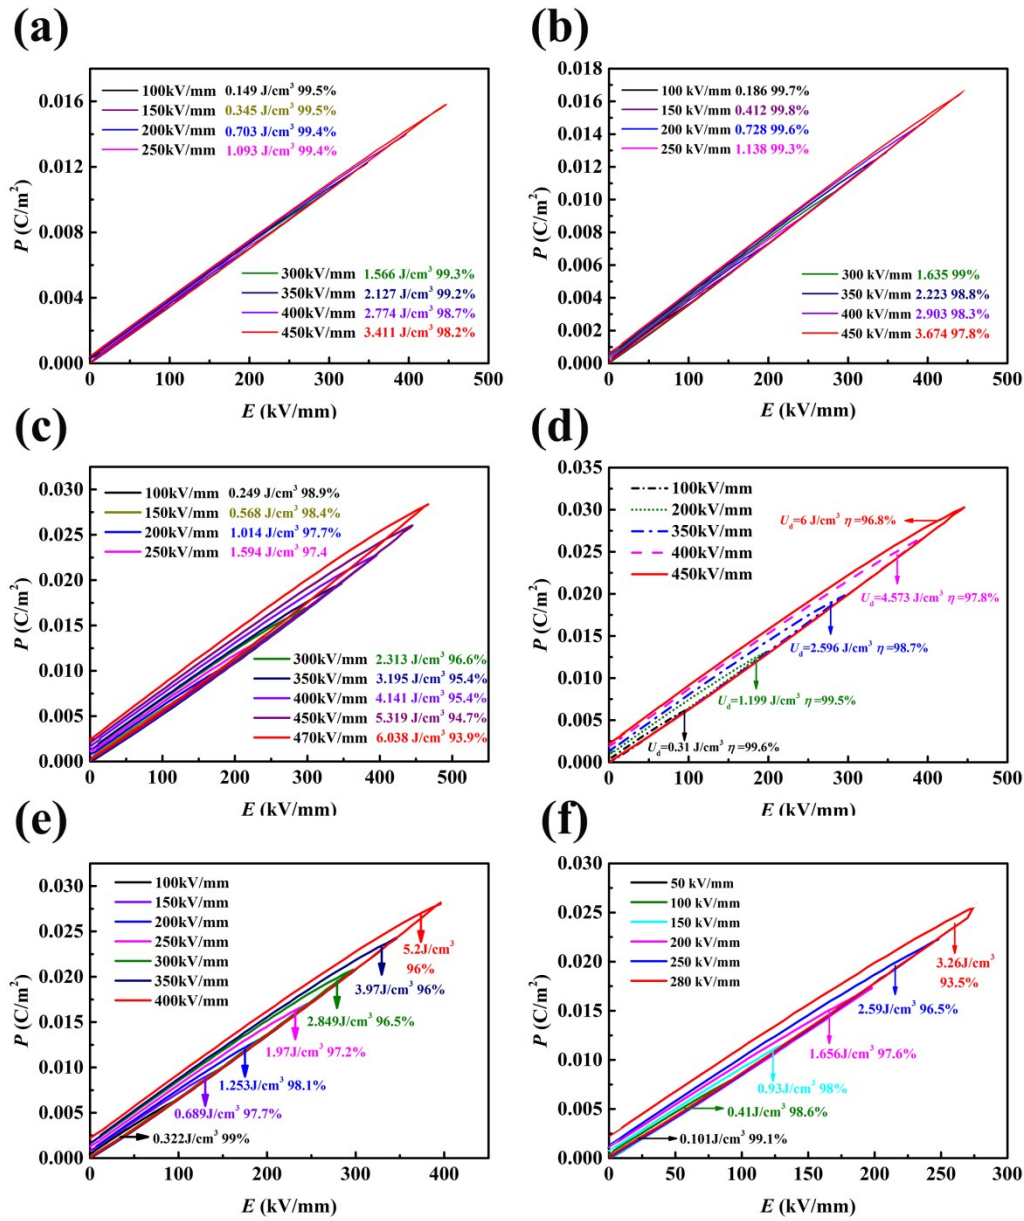 (a)
0.016
0.012
0.008
0.004
0.000
P (C/m²)
0 100 200 300 400 500
E (kV/mm)
100kV/mm 0.149 J/cm³ 99.5%
150kV/mm 0.345 J/cm³ 99.5%
200kV/mm 0.703 J/cm³ 99.4%
250kV/mm 1.093 J/cm³ 99.4%
300kV/mm 1.566 J/cm³ 99.3%
350kV/mm 2.127 J/cm³ 99.2%
400kV/mm 2.774 J/cm³ 98.7%
450kV/mm 3.411 J/cm³ 98.2%
(b)
0.018
0.016
0.014
0.012
0.010
0.008
0.006
0.004
0.002
0.000
P (C/m²)
0 100 200 300 400 500
E (kV/mm)
100 kV/mm 0.186 99.7%
150 kV/mm 0.412 99.8%
200 kV/mm 0.728 99.6%
250 kV/mm 1.138 99.3%
300 kV/mm 1.635 99%
350 kV/mm 2.223 98.8%
400 kV/mm 2.903 98.3%
450 kV/mm 3.674 97.8%
(c)
0.030
0.025
0.020
0.015
0.010
0.005
0.000
P (C/m²)
0 100 200 300 400 500
E (kV/mm)
100kV/mm 0.249 J/cm³ 98.9%
150kV/mm 0.568 J/cm³ 98.4%
200kV/mm 1.014 J/cm³ 97.7%
250kV/mm 1.594 J/cm³ 97.4
300kV/mm 2.313 J/cm³ 96.6%
350kV/mm 3.195 J/cm³ 95.4%
400kV/mm 4.141 J/cm³ 95.4%
450kV/mm 5.319 J/cm³ 94.7%
470kV/mm 6.038 J/cm³ 93.9%
(d)
0.035
0.030
0.025
0.020
0.015
0.010
0.005
0.000
P (C/m²)
0 100 200 300 400 500
E (kV/mm)
100kV/mm
200kV/mm
350kV/mm
400kV/mm
450kV/mm
Ud=6 J/cm³ η=96.8%
Ud=4.573 J/cm³ η=97.8%
Ud=2.596 J/cm³ η=98.7%
Ud=1.199 J/cm³ η=99.5%
Ud=0.31 J/cm³ η=99.6%
(e)
0.030
0.025
0.020
0.015
0.010
0.005
0.000
P (C/m²)
0 100 200 300 400
E (kV/mm)
100kV/mm
150kV/mm
200kV/mm
250kV/mm
300kV/mm
350kV/mm
400kV/mm
5.2J/cm³
96%
3.97J/cm³ 96%
2.849J/cm³ 96.5%
1.97J/cm³ 97.2%
1.253J/cm³ 98.1%
0.689J/cm³ 97.7%
0.322J/cm³ 99%
(f)
0.030
0.025
0.020
0.015
0.010
0.005
0.000
P (C/m²)
0 50 100 150 200 250 300
E (kV/mm)
50 kV/mm
100 kV/mm
150 kV/mm
200 kV/mm
250 kV/mm
280 kV/mm
3.26J/cm³
93.5%
2.59J/cm³ 96.5%
1.656J/cm³ 97.6%
0.93J/cm³ 98%
0.41J/cm³ 98.6%
0.101J/cm³ 99.1%